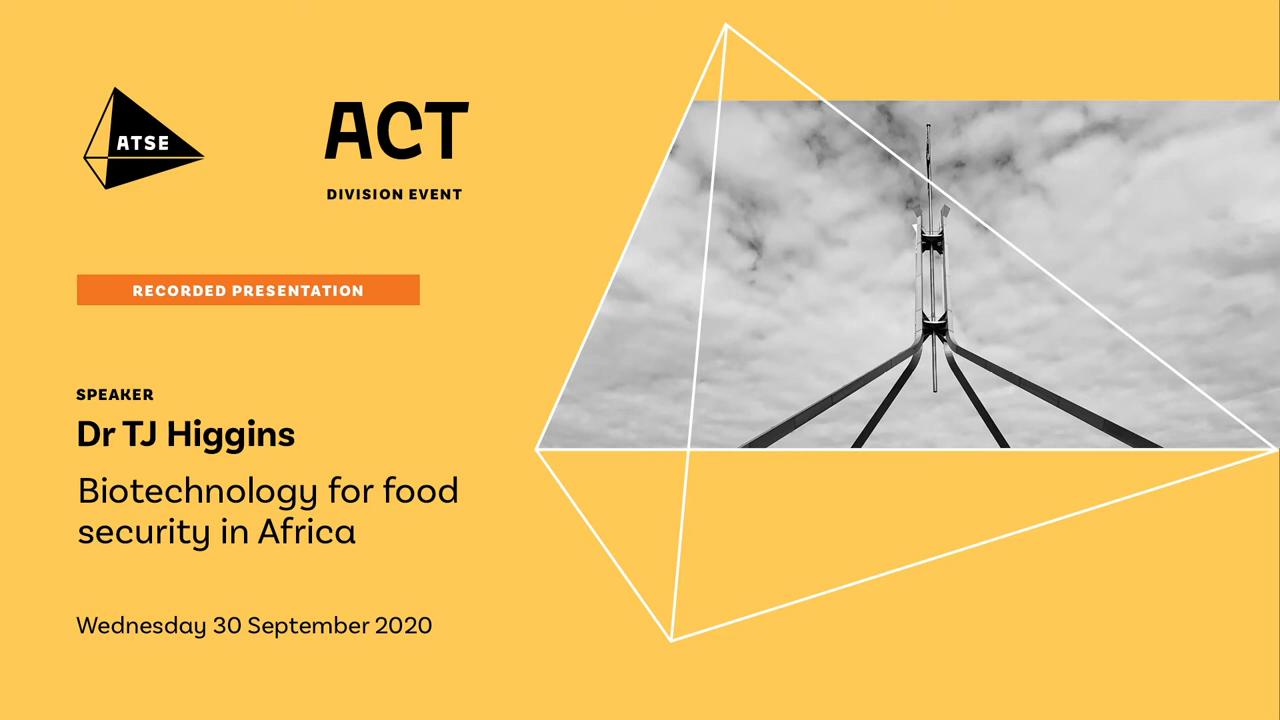 ATSE
ACT
DIVISION EVENT
RECORDED PRESENTATION
SPEAKER
Dr TJ Higgins
Biotechnology for food
security in Africa
Wednesday 30 September 2020